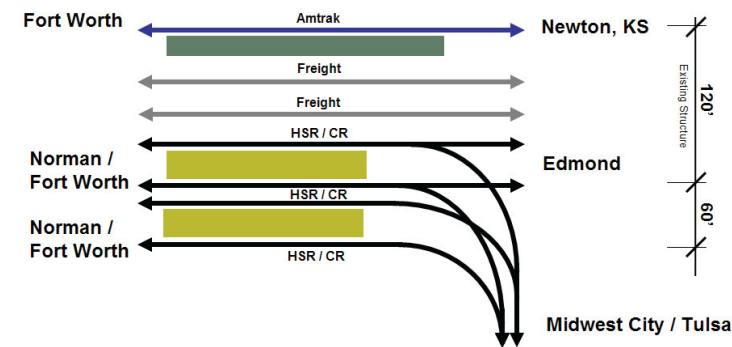 Fort Worth
Amtrak
Newton, KS
Freight
Freight
HSR / CR
Norman /
Fort Worth
Edmond
HSR / CR
Norman /
Fort Worth
HSR / CR
Midwest City / Tulsa
120'
Existing Structure
60'